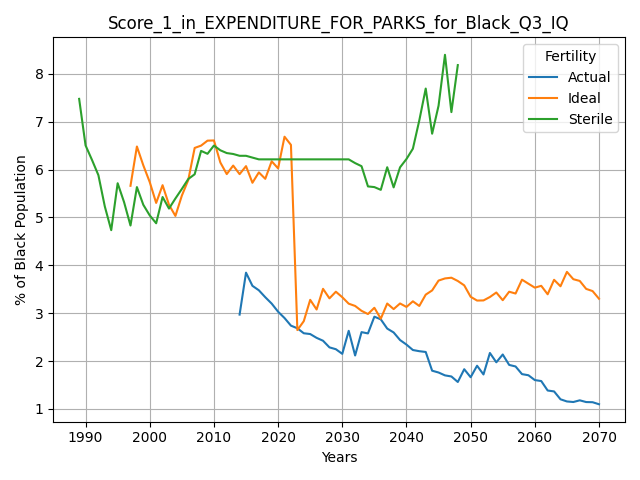 Score_1_in_EXPENDITURE_FOR_PARKS_for_Black_Q3_IQ
Fertility
Actual
Ideal
Sterile
% of Black Population
8
7
6
5
4
3
2
1
1990 2000 2010 2020 2030 2040 2050 2060 2070
Years